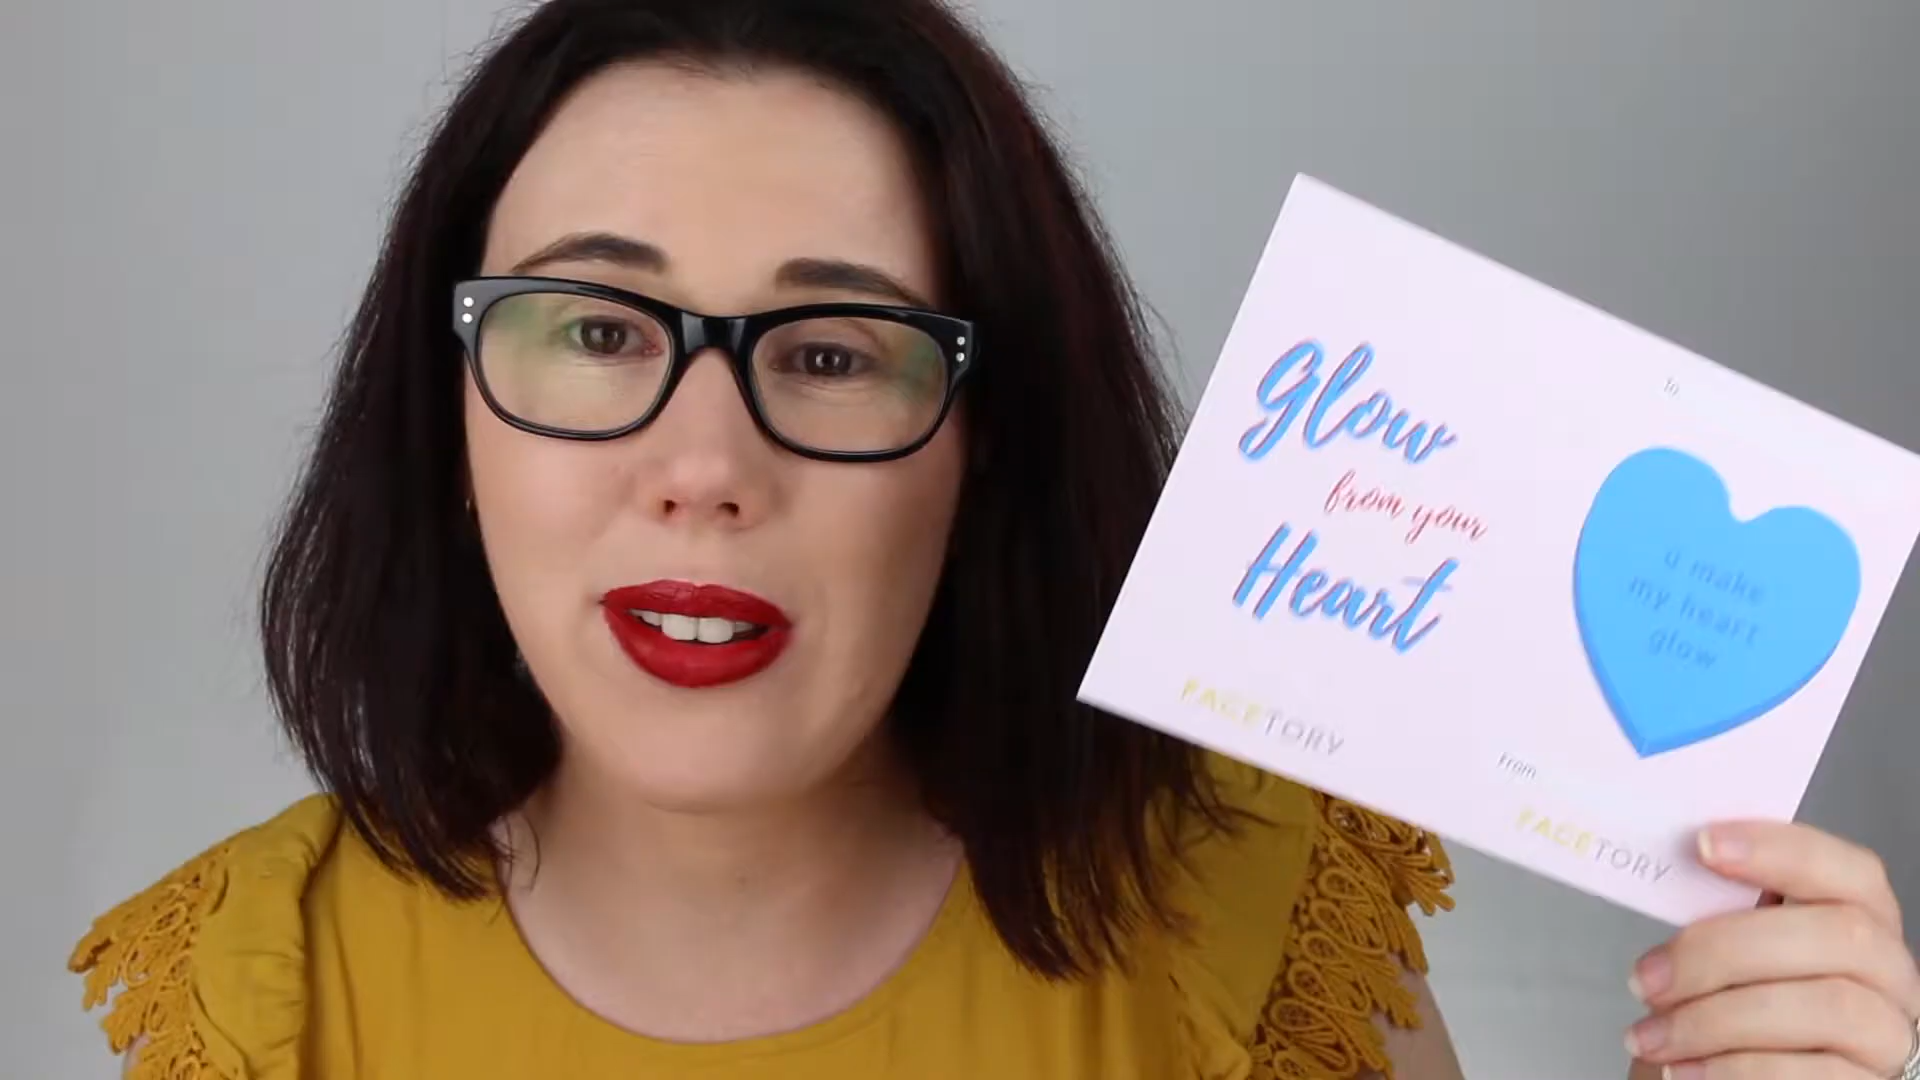 Glow
from your
Heart
FACETORY
To
u make
my heart
glow
From
FACETORY